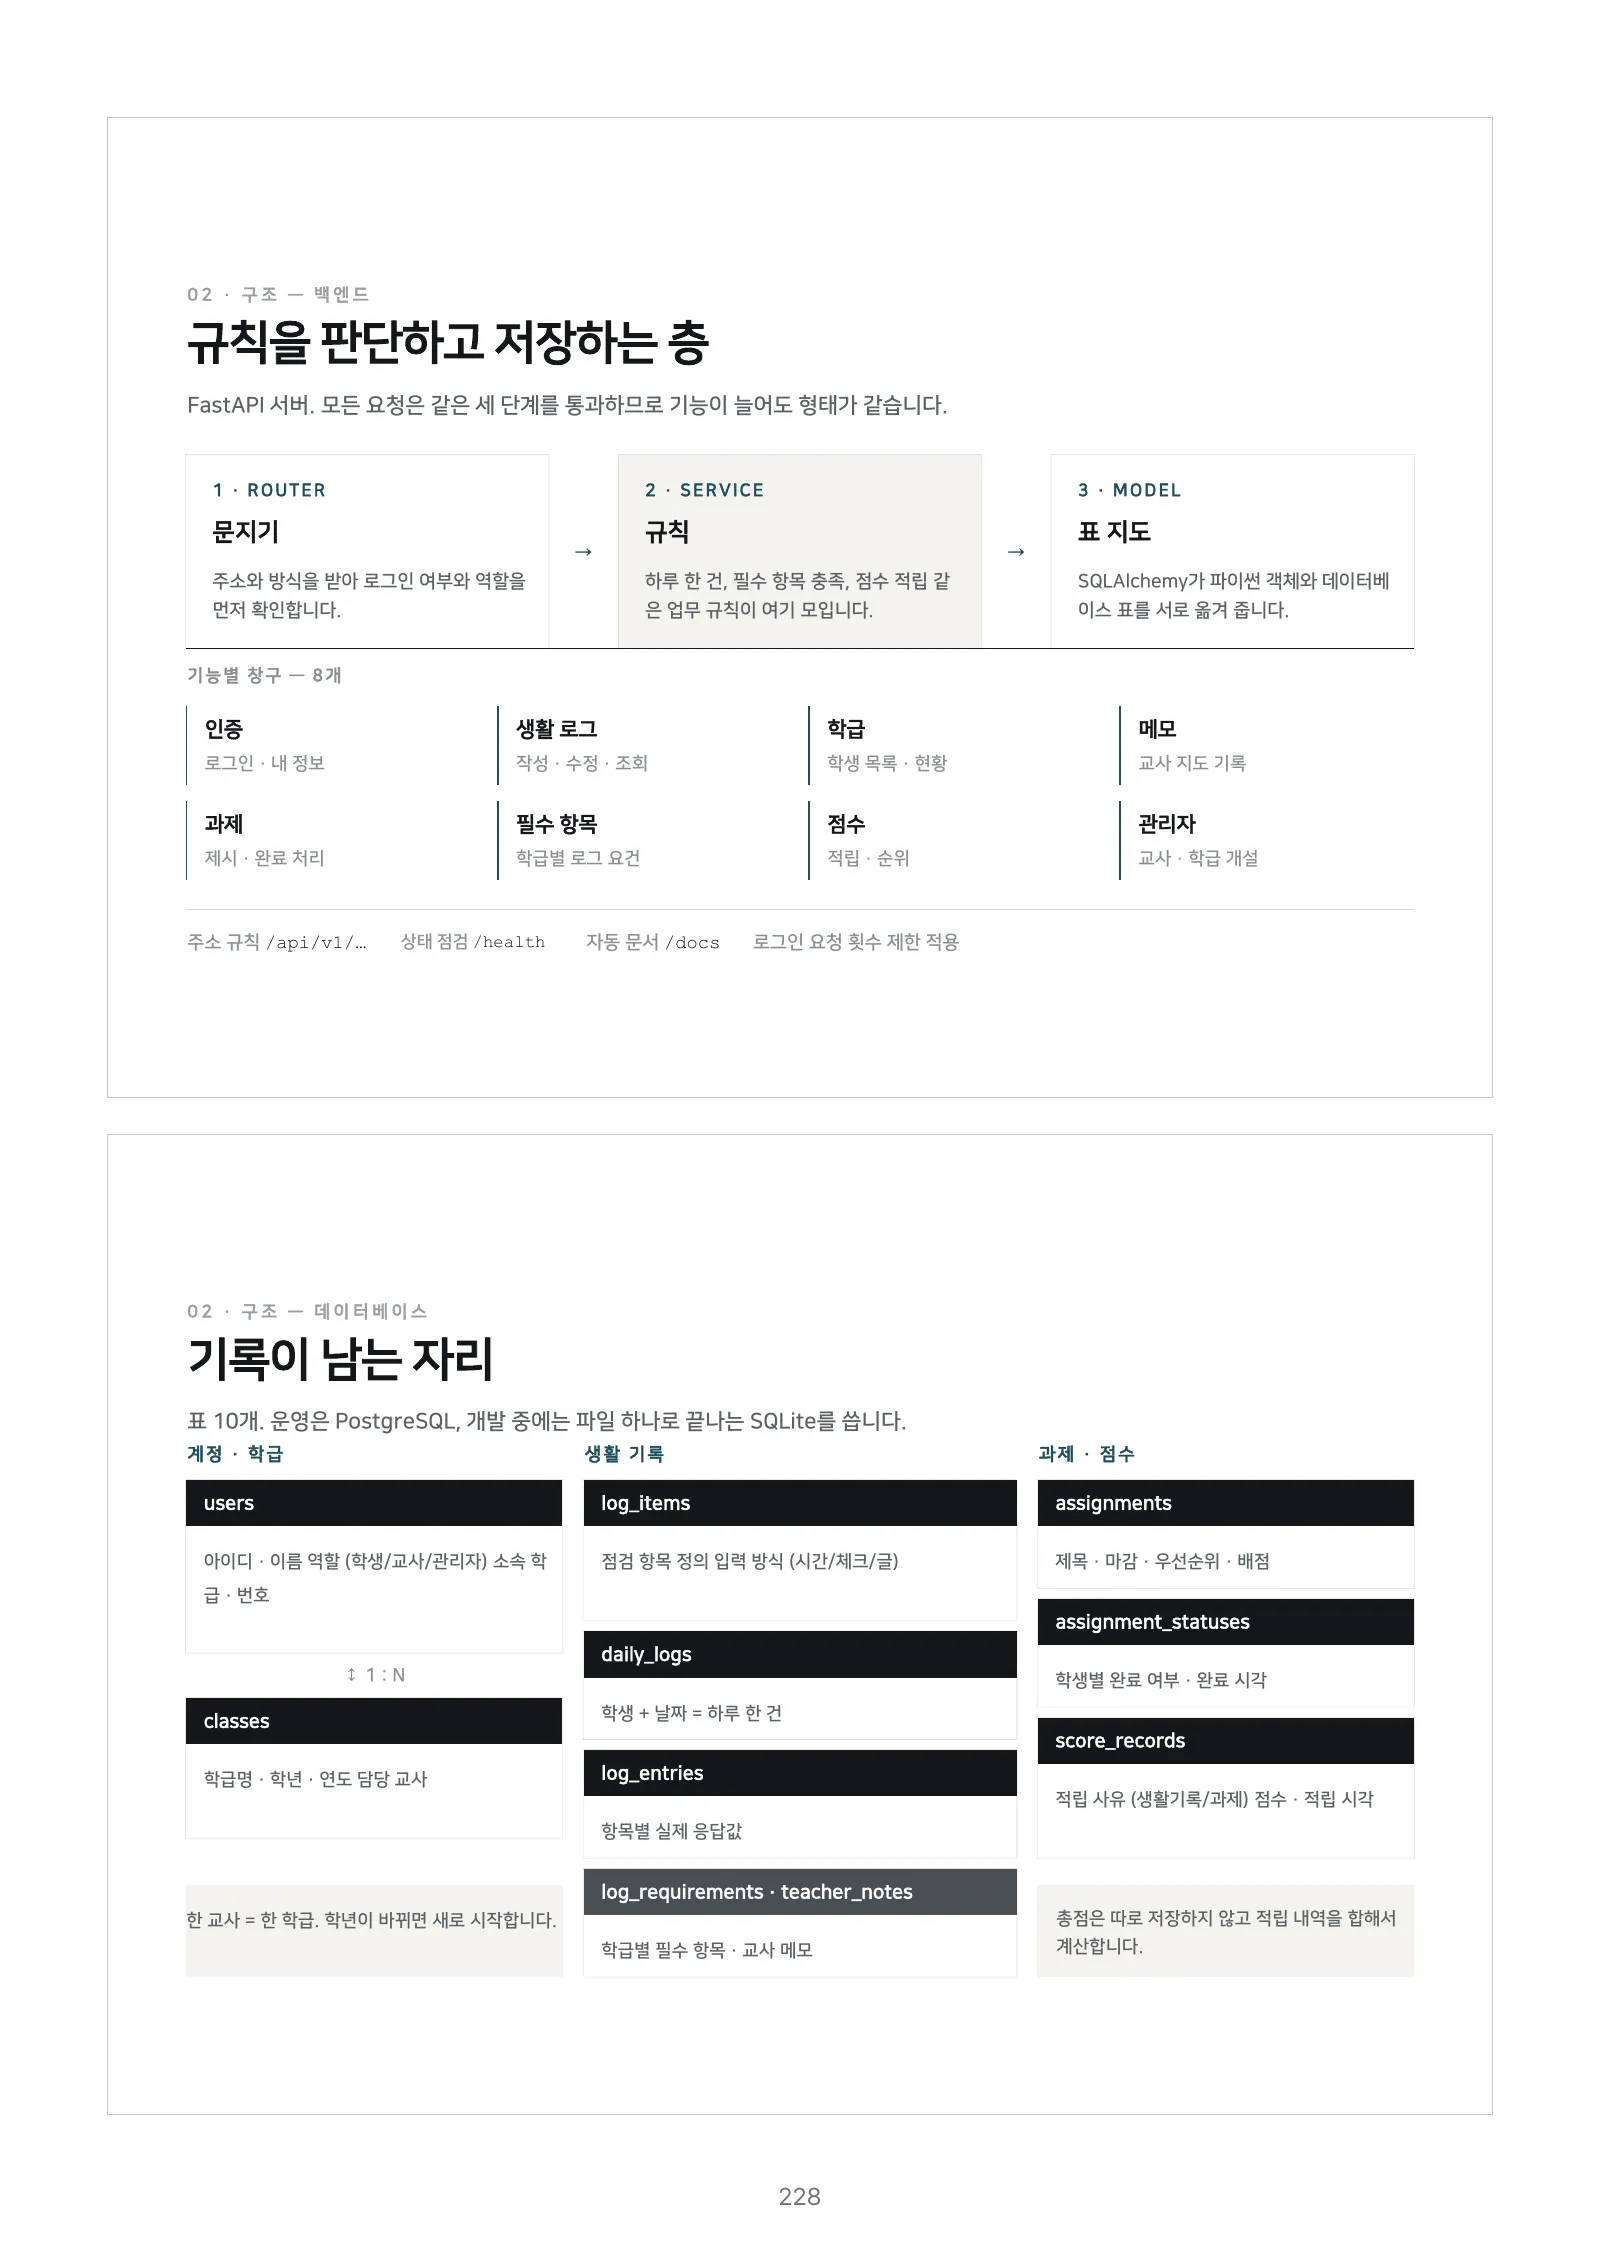 02 · 구조 — 백엔드
규칙을 판단하고 저장하는 층
FastAPI 서버. 모든 요청은 같은 세 단계를 통과하므로 기능이 늘어도 형태가 같습니다.
1 · ROUTER
문지기
주소와 방식을 받아 로그인 여부와 역할을
먼저 확인합니다.
→
2 · SERVICE
규칙
하루 한 건, 필수 항목 충족, 점수 적립 같
은 업무 규칙이 여기 모입니다.
→
3 · MODEL
표 지도
SQLAlchemy가 파이썬 객체와 데이터베
이스 표를 서로 옮겨 줍니다.
기능별 창구 — 8개
인증
로그인 · 내 정보
생활 로그
작성 · 수정 · 조회
학급
학생 목록 · 현황
메모
교사 지도 기록
과제
제시 · 완료 처리
필수 항목
학급별 로그 요건
점수
적립 · 순위
관리자
교사 · 학급 개설
주소 규칙 /api/v1/… 상태 점검 /health 자동 문서 /docs 로그인 요청 횟수 제한 적용
02 · 구조 — 데이터베이스
기록이 남는 자리
표 10개. 운영은 PostgreSQL, 개발 중에는 파일 하나로 끝나는 SQLite를 씁니다.
계정 · 학급
users
아이디 · 이름 역할 (학생/교사/관리자) 소속 학
급 · 번호
↕ 1 : N
classes
학급명 · 학년 · 연도 담당 교사
한 교사 = 한 학급. 학년이 바뀌면 새로 시작합니다.
생활 기록
log_items
점검 항목 정의 입력 방식 (시간/체크/글)
daily_logs
학생 + 날짜 = 하루 한 건
log_entries
항목별 실제 응답값
log_requirements · teacher_notes
학급별 필수 항목 · 교사 메모
과제 · 점수
assignments
제목 · 마감 · 우선순위 · 배점
assignment_statuses
학생별 완료 여부 · 완료 시각
score_records
적립 사유 (생활기록/과제) 점수 · 적립 시각
총점은 따로 저장하지 않고 적립 내역을 합해서
계산합니다.
228